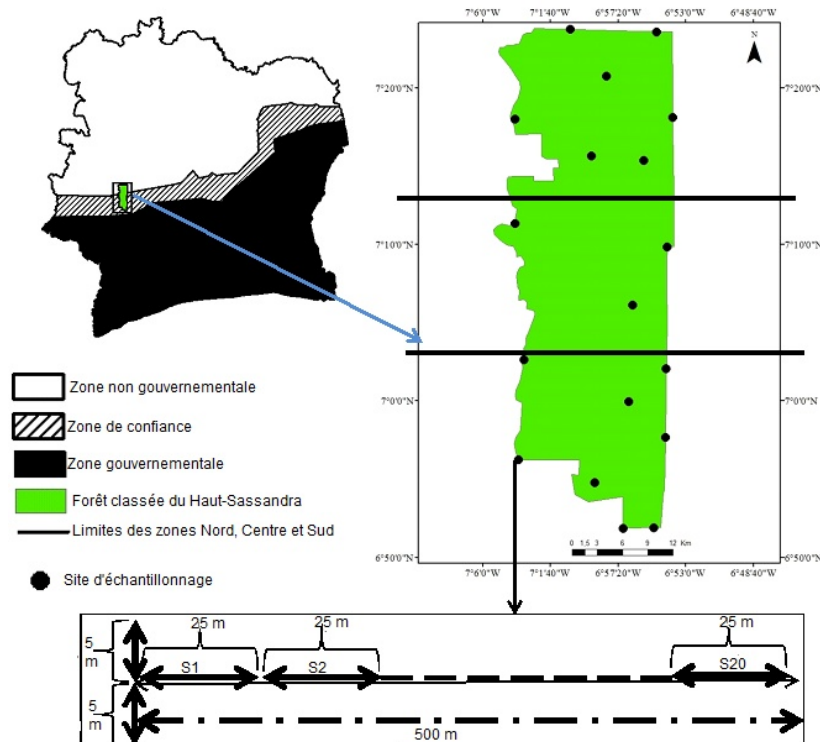 7°6'0"W 7°1'40"W 6°57'20"W 6°53'0"W 6°48'40"W
N
7°20'0"N 7°20'0"N
7°10'0"N 7°10'0"N
7°0'0"N 7°0'0"N
6°50'0"N 6°50'0"N
0 1,5 3 6 9 12 Km
7°6'0"W 7°1'40"W 6°57'20"W 6°53'0"W 6°48'40"W
Zone non gouvernementale
Zone de confiance
Zone gouvernementale
Forêt classée du Haut-Sassandra
Limites des zones Nord, Centre et Sud
Site d'échantillonnage
25 m 25 m 25 m
5 m
S1 S2 S20
5 m
500 m